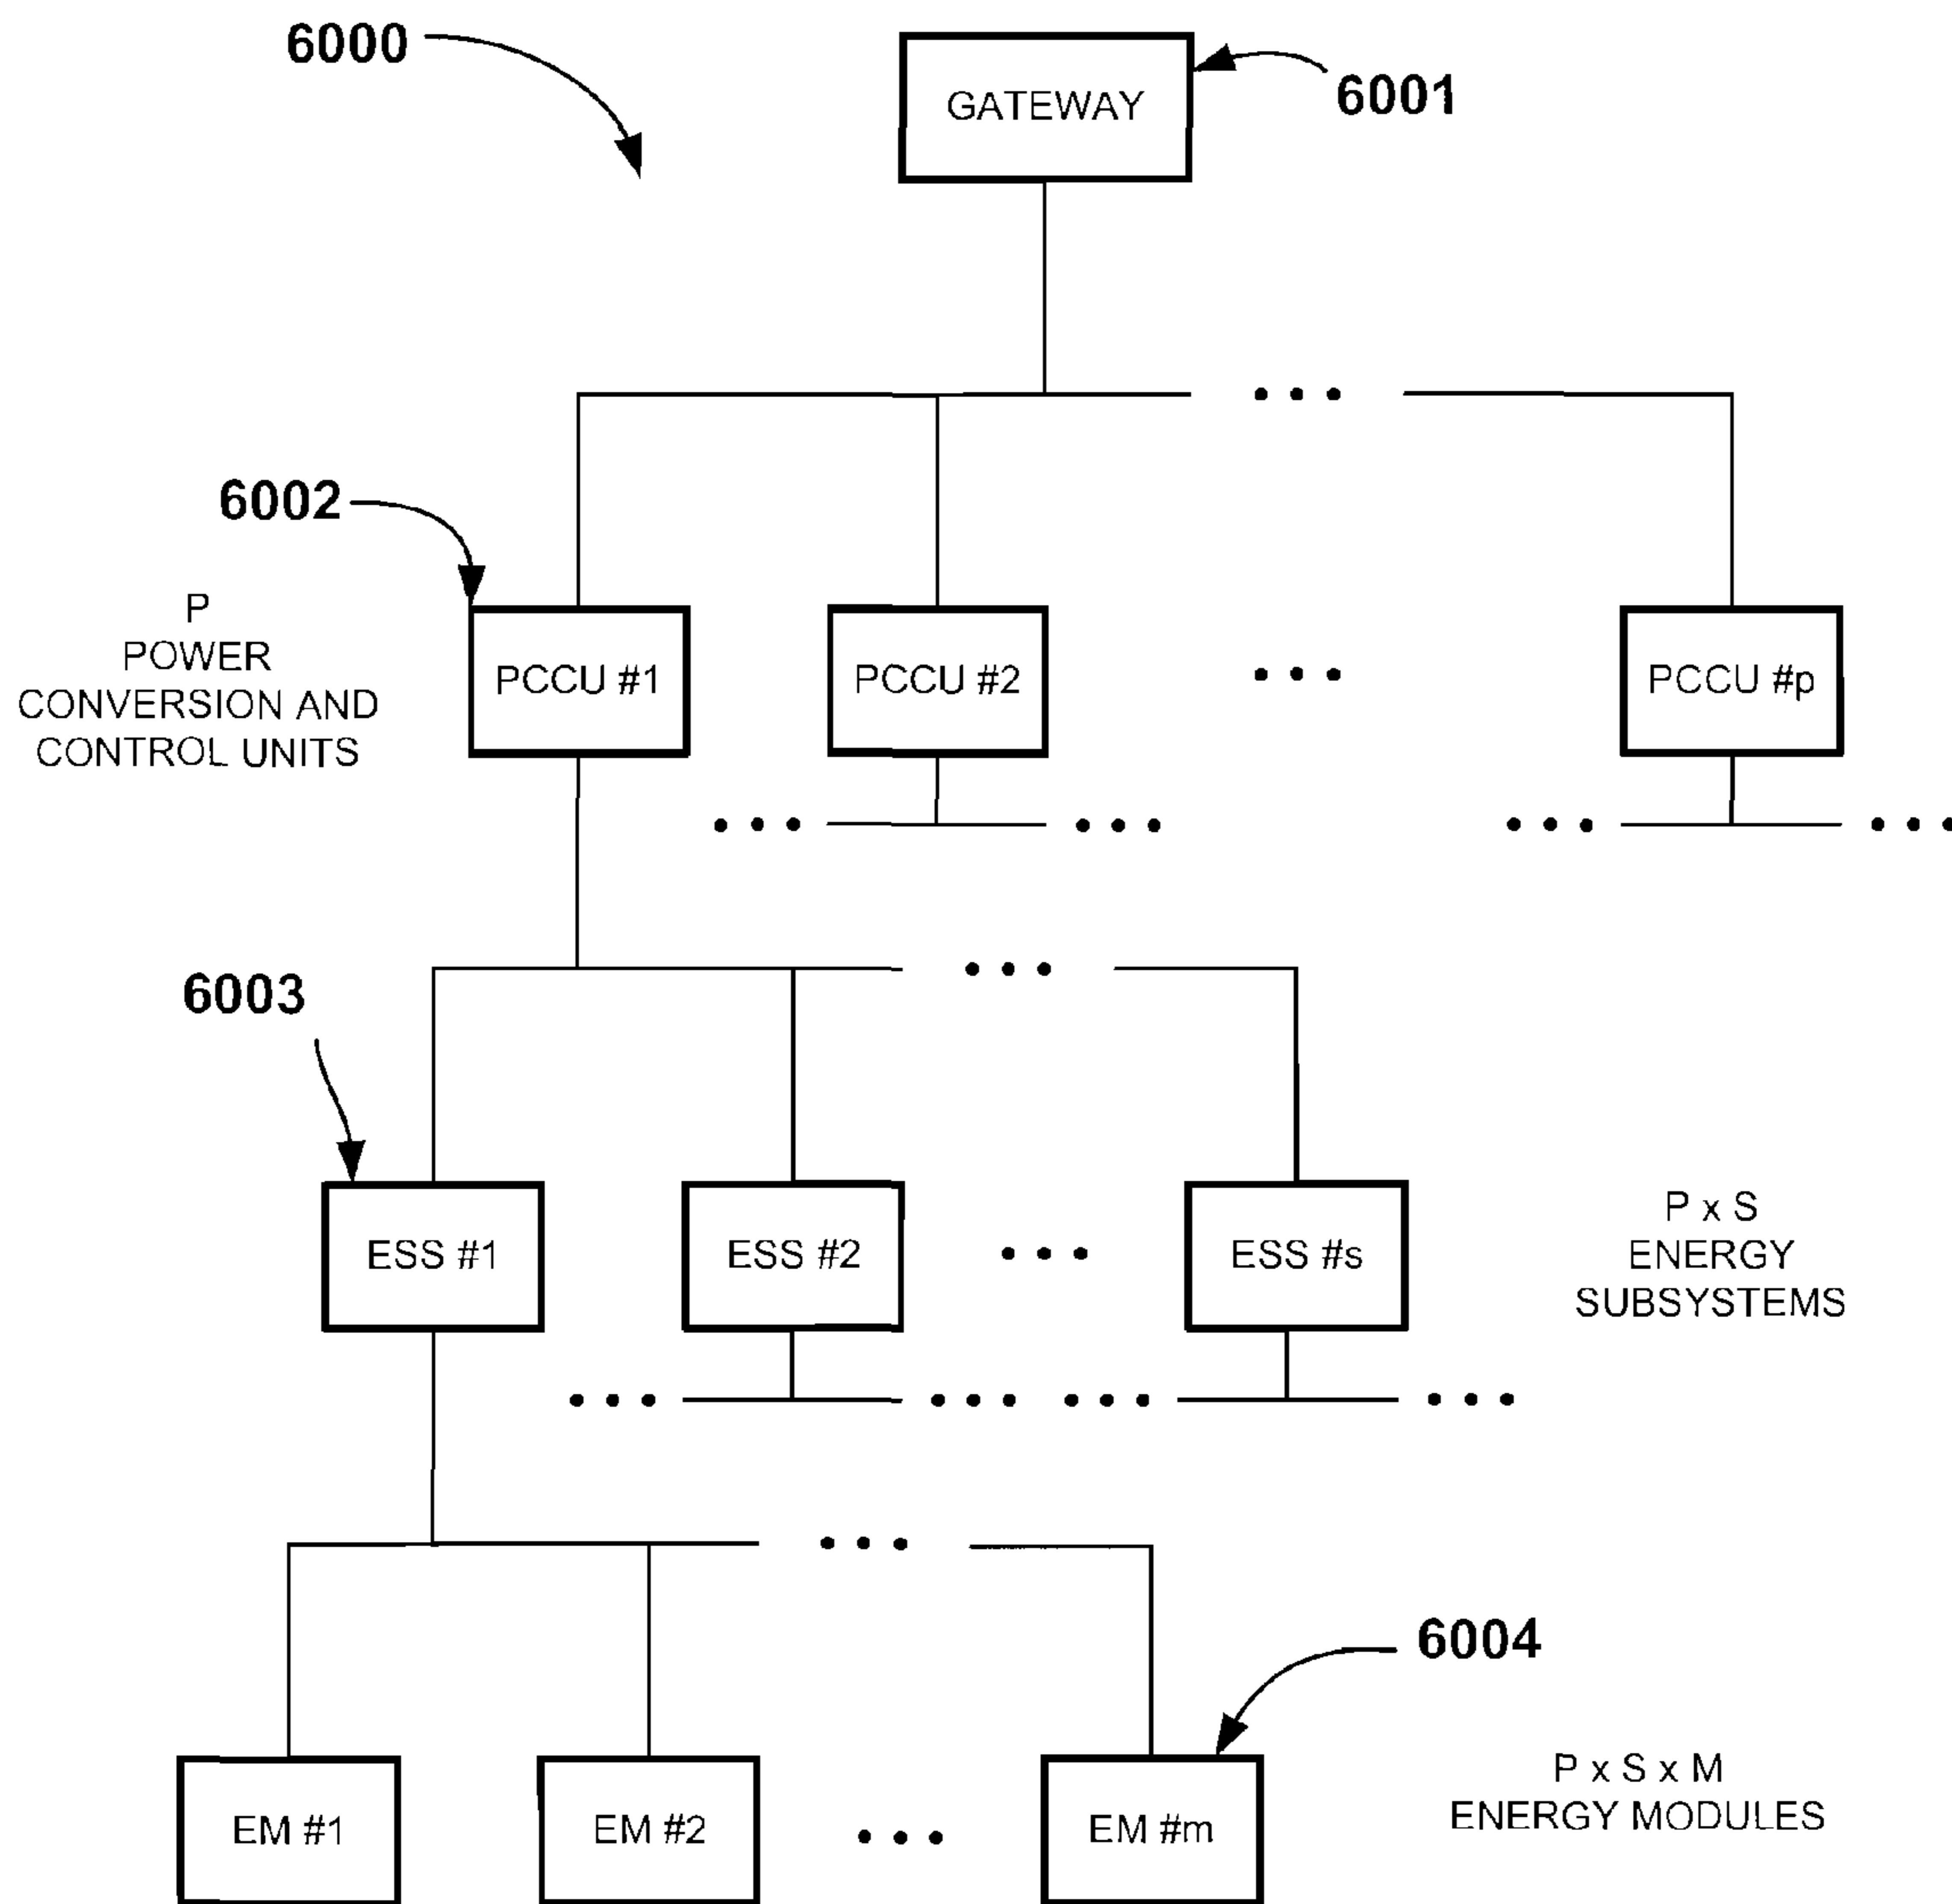 6000
GATEWAY
6001
6002
P
POWER
CONVERSION AND
CONTROL UNITS
PCCU #1
PCCU #2
PCCU #p
6003
ESS #1
ESS #2
ESS #s
P x S
ENERGY
SUBSYSTEMS
6004
EM #1
EM #2
EM #m
P x S x M
ENERGY MODULES